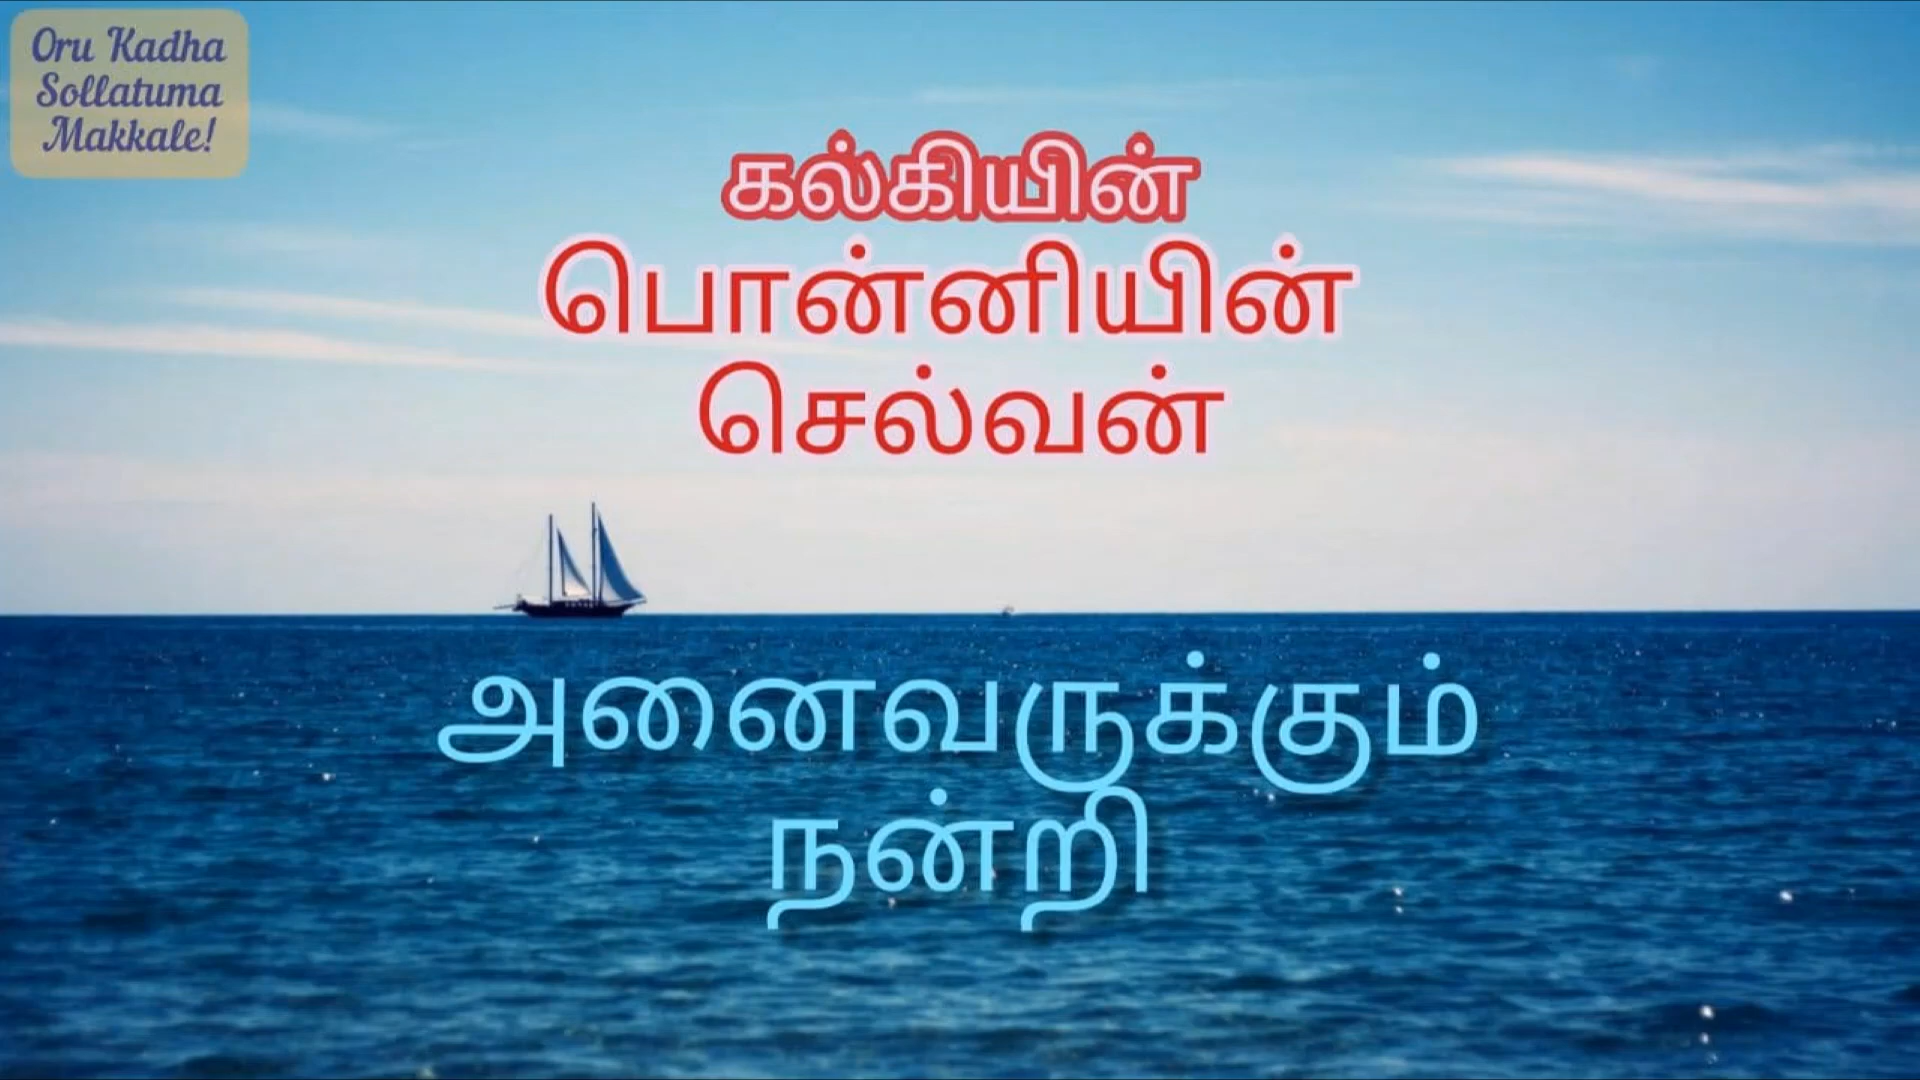 Oru Kadha
Sollatuma
Makkale!
கல்கியின்
பொன்னியின்
செல்வன்
அனைவருக்கும்
நன்றி